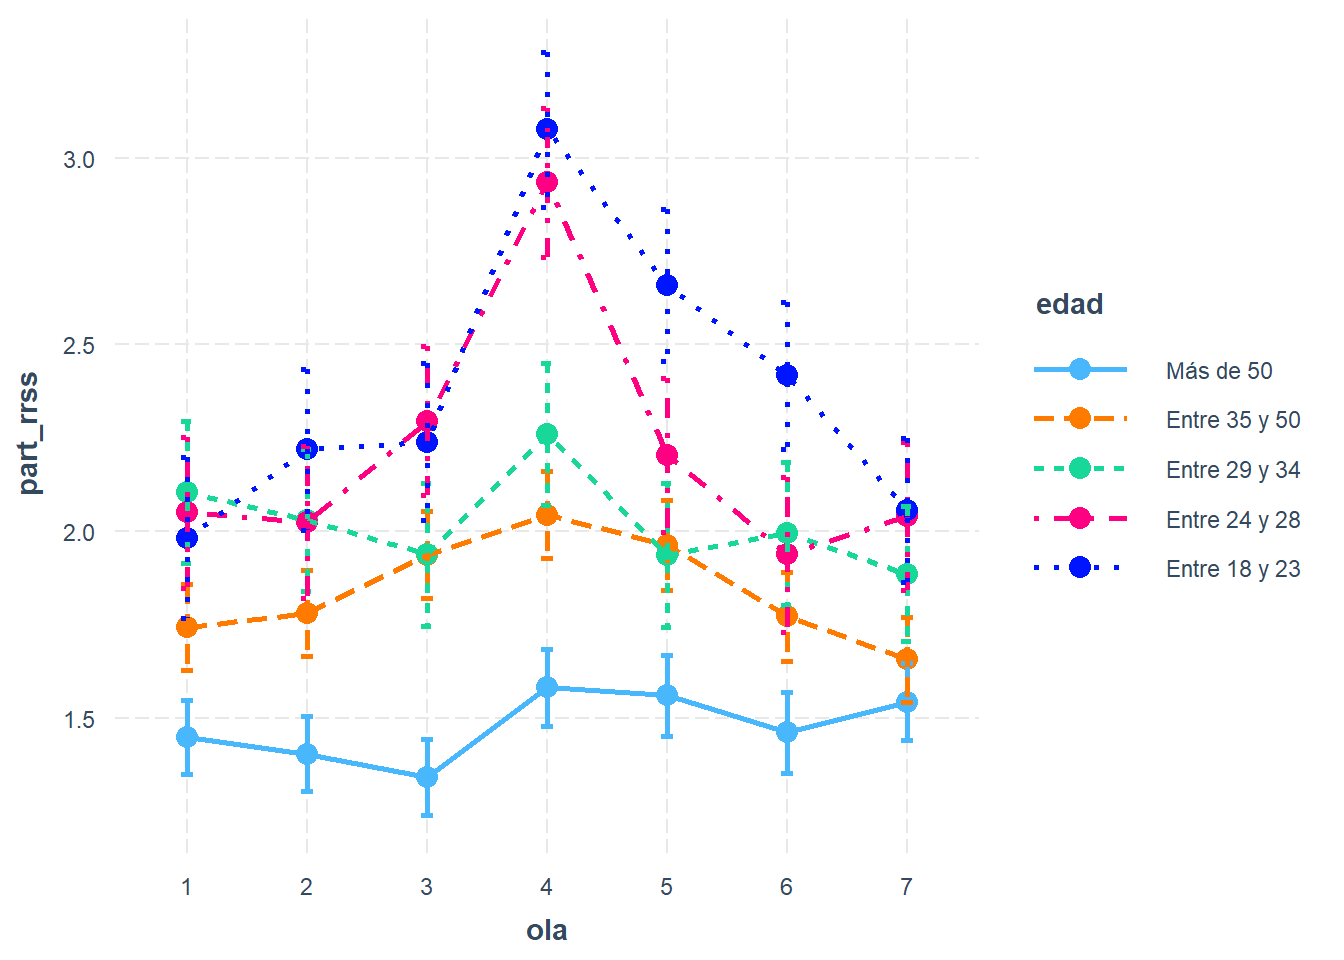 3.0
2.5
2.0
1.5
part_rrss
1 2 3 4 5 6 7
ola
edad
Más de 50
Entre 35 y 50
Entre 29 y 34
Entre 24 y 28
Entre 18 y 23